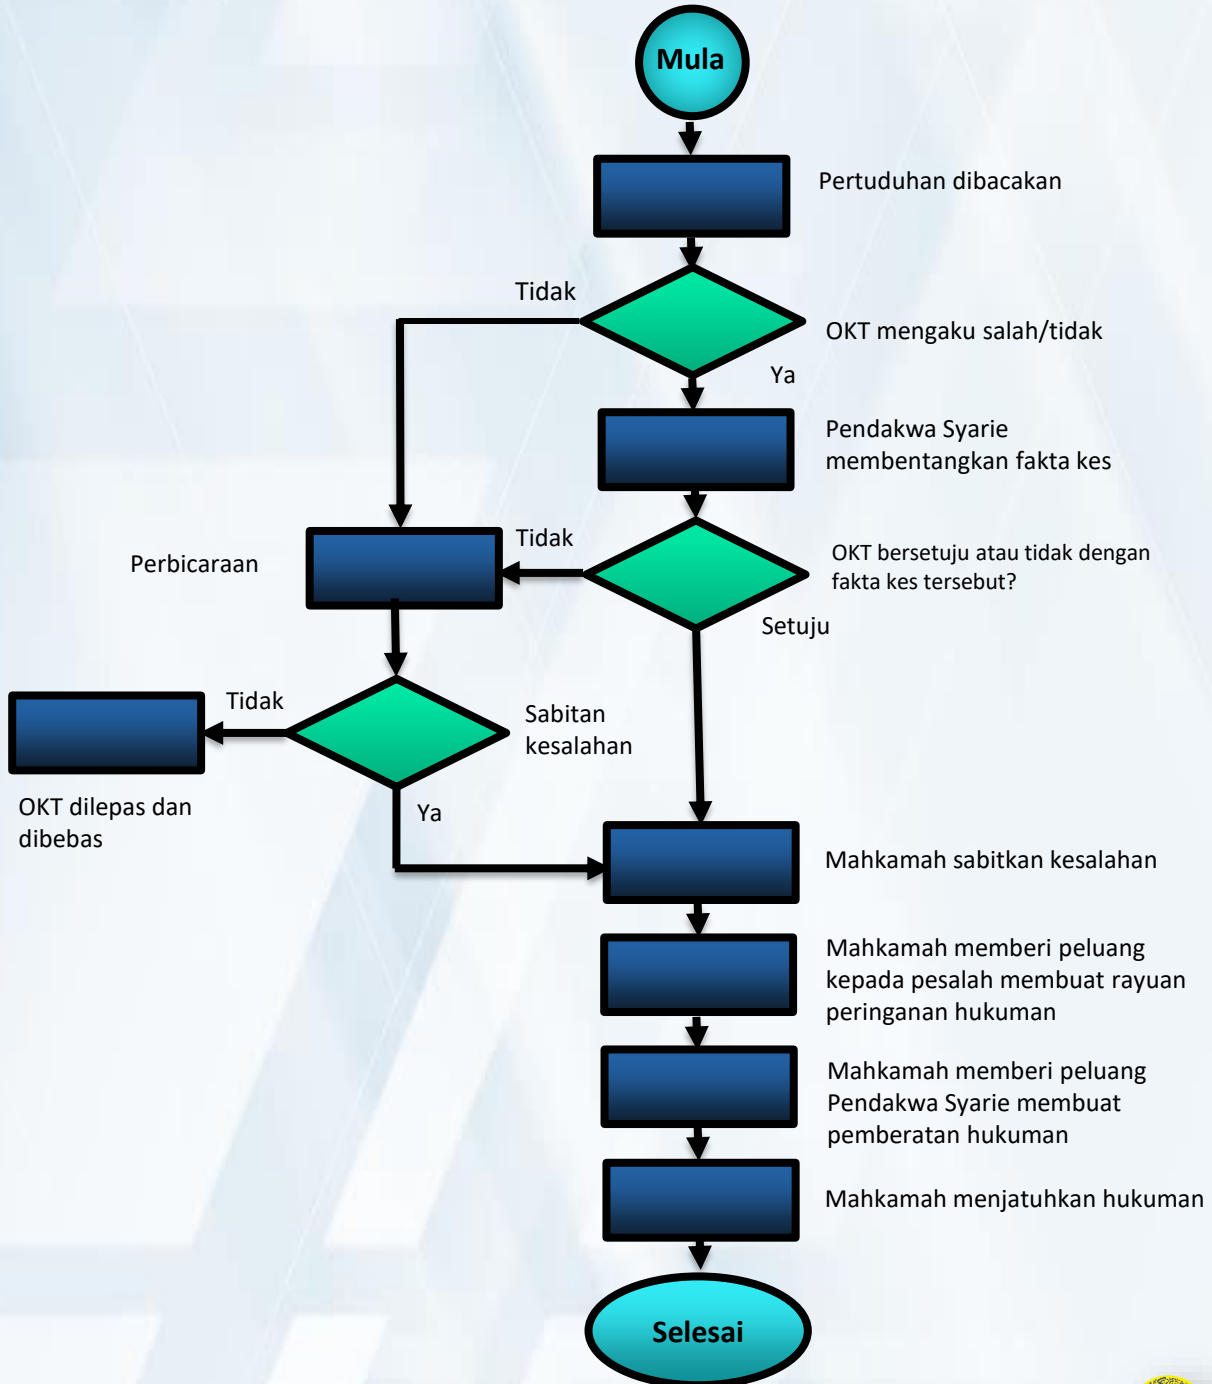 Mula
Pertuduhan dibacakan
Tidak
OKT mengaku salah/tidak
Ya
Pendakwa Syarie
membentangkan fakta kes
Perbicaraan
Tidak
OKT bersetuju atau tidak dengan
fakta kes tersebut?
Setuju
Tidak
Sabitan
kesalahan
OKT dilepas dan
dibebas
Ya
Mahkamah sabitkan kesalahan
Mahkamah memberi peluang
kepada pesalah membuat rayuan
peringanan hukuman
Mahkamah memberi peluang
Pendakwa Syarie membuat
pemberatan hukuman
Mahkamah menjatuhkan hukuman
Selesai